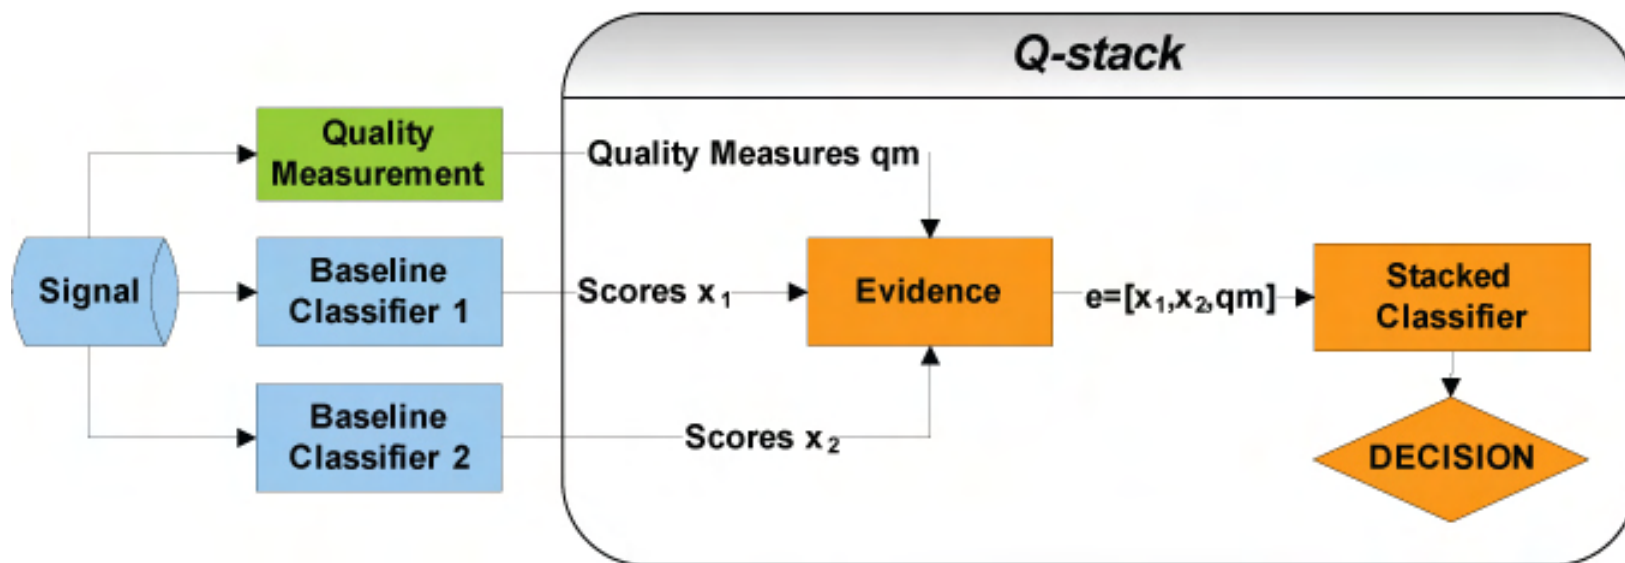 Q-stack
Quality
Measurement
Quality Measures qm
Signal
Baseline
Classifier 1
Scores x₁
Evidence
e=[x₁,x₂,qm]
Stacked
Classifier
Baseline
Classifier 2
Scores x₂
DECISION